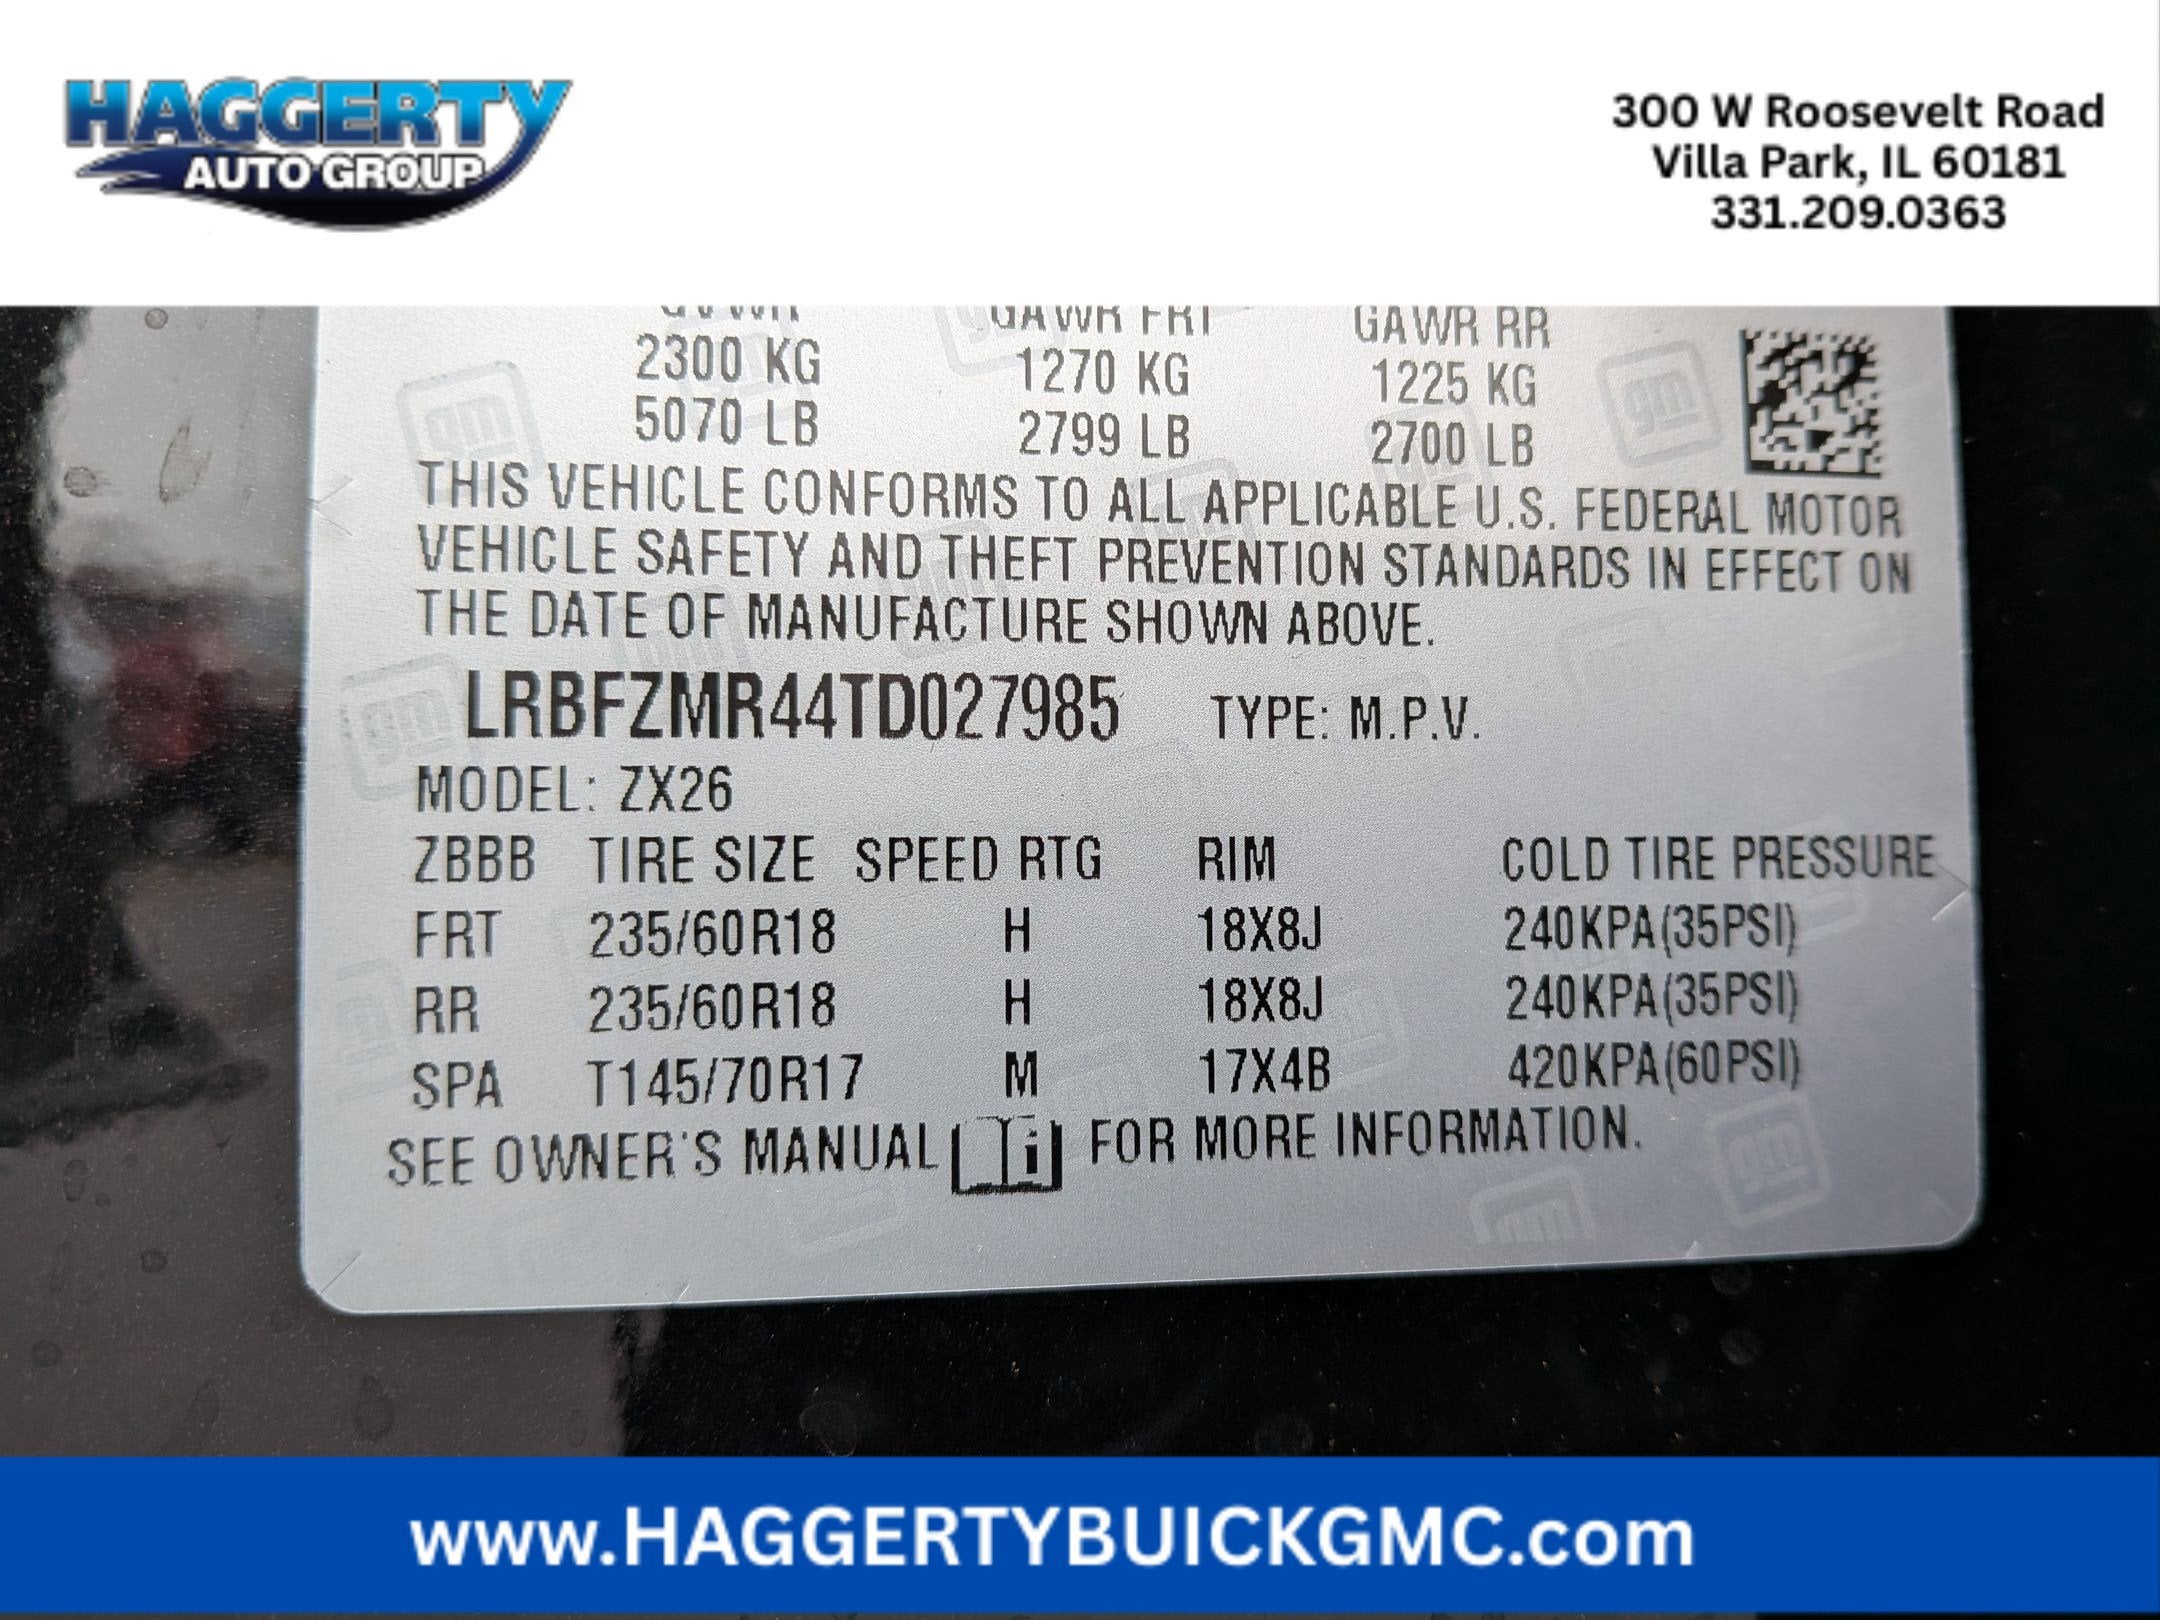 HAGGERTY
AUTO GROUP
300 W Roosevelt Road
Villa Park, IL 60181
331.209.0363
GVWR GAWR FRT GAWR RR
2300 KG 1270 KG 1225 KG
5070 LB 2799 LB 2700 LB
THIS VEHICLE CONFORMS TO ALL APPLICABLE U.S. FEDERAL MOTOR
VEHICLE SAFETY AND THEFT PREVENTION STANDARDS IN EFFECT ON
THE DATE OF MANUFACTURE SHOWN ABOVE.
LRBFZMR44TD027985 TYPE: M.P.V.
MODEL: ZX26
ZBBB TIRE SIZE SPEED RTG RIM COLD TIRE PRESSURE
FRT 235/60R18 H 18X8J 240KPA(35PSI)
RR 235/60R18 H 18X8J 240KPA(35PSI)
SPA T145/70R17 M 17X4B 420KPA(60PSI)
SEE OWNER'S MANUAL i FOR MORE INFORMATION.
www.HAGGERTYBUICKGMC.com